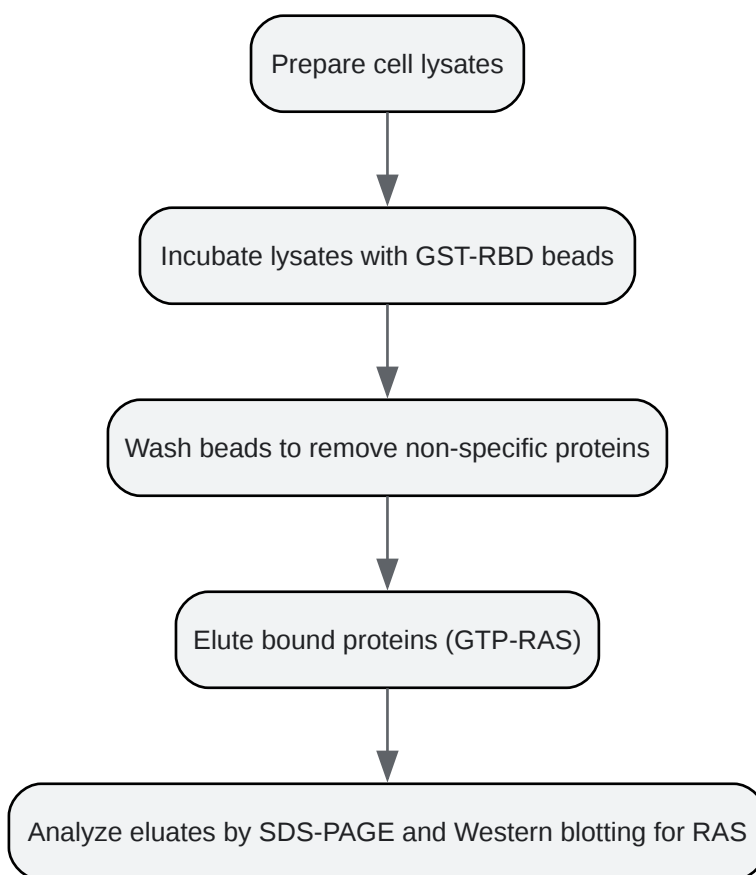 Prepare cell lysates
Incubate lysates with GST-RBD beads
Wash beads to remove non-specific proteins
Elute bound proteins (GTP-RAS)
Analyze eluates by SDS-PAGE and Western blotting for RAS